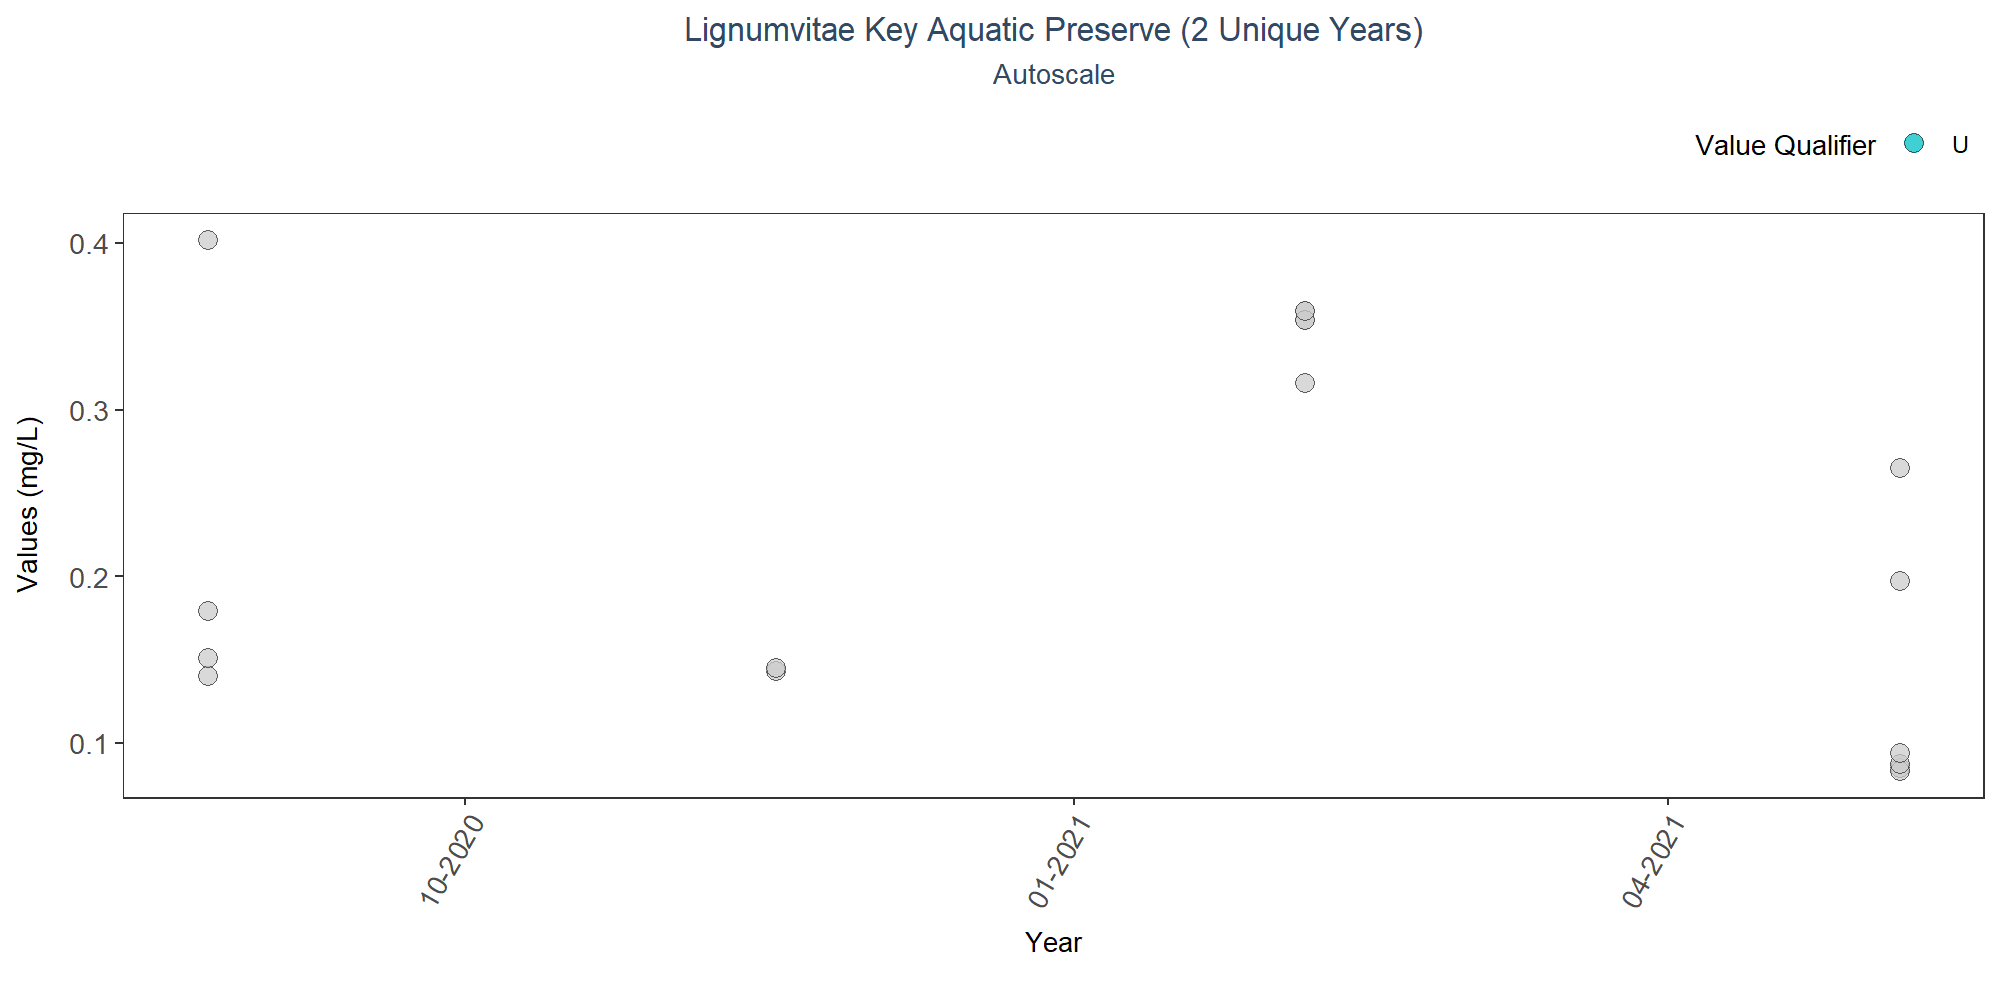 Lignumvitae Key Aquatic Preserve (2 Unique Years)
Autoscale
Value Qualifier U
0.4
0.3
0.2
0.1
Values (mg/L)
10-2020
01-2021
04-2021
Year